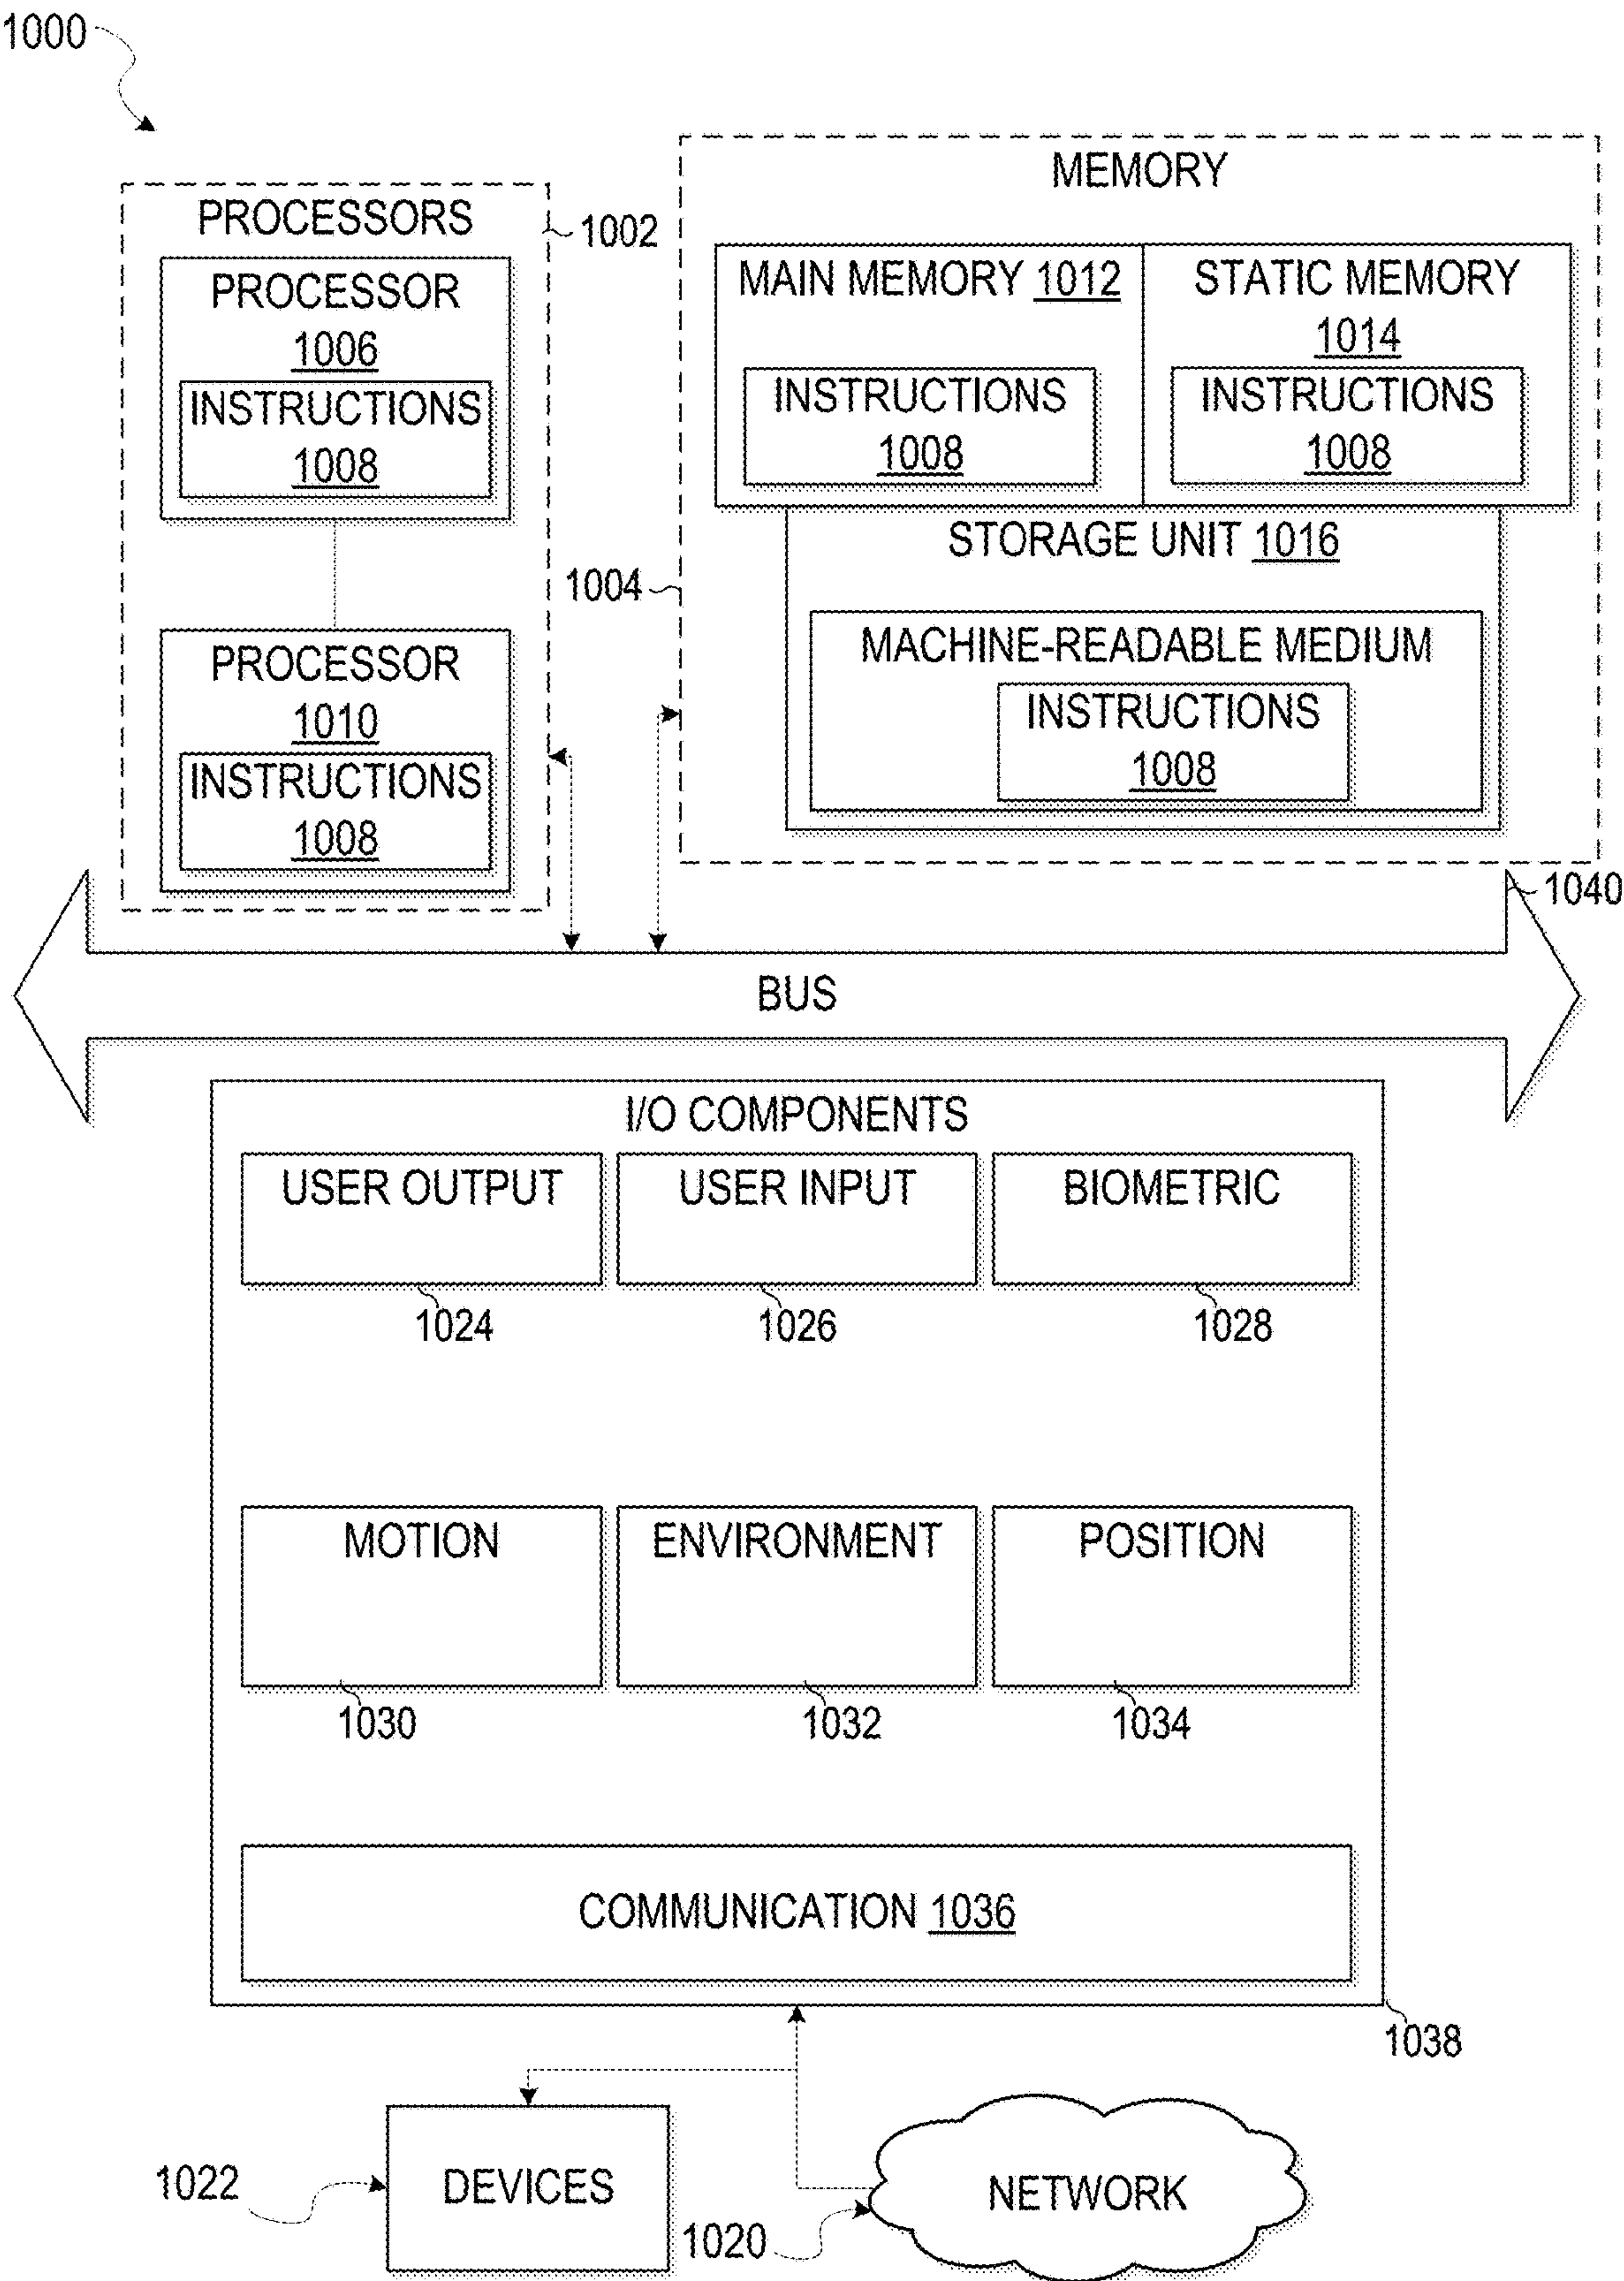 1000
PROCESSORS
1002
PROCESSOR
1006
INSTRUCTIONS
1008
PROCESSOR
1010
INSTRUCTIONS
1008
MEMORY
MAIN MEMORY 1012
INSTRUCTIONS
1008
STATIC MEMORY
1014
INSTRUCTIONS
1008
1004
STORAGE UNIT 1016
MACHINE-READABLE MEDIUM
INSTRUCTIONS
1008
1040
BUS
I/O COMPONENTS
USER OUTPUT
1024
USER INPUT
1026
BIOMETRIC
1028
MOTION
1030
ENVIRONMENT
1032
POSITION
1034
COMMUNICATION 1036
1038
1022
DEVICES
1020
NETWORK